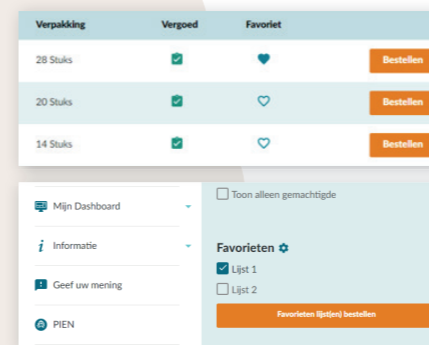 Verpakking Vergoed Favoriet
28 Stuks Bestellen
20 Stuks Bestellen
14 Stuks Bestellen
Mijn Dashboard
Informatie
Geef uw mening
PIEN
Toon alleen gemachtigde
Favorieten
Lijst 1
Lijst 2
Favorieten lijst(en) bestellen